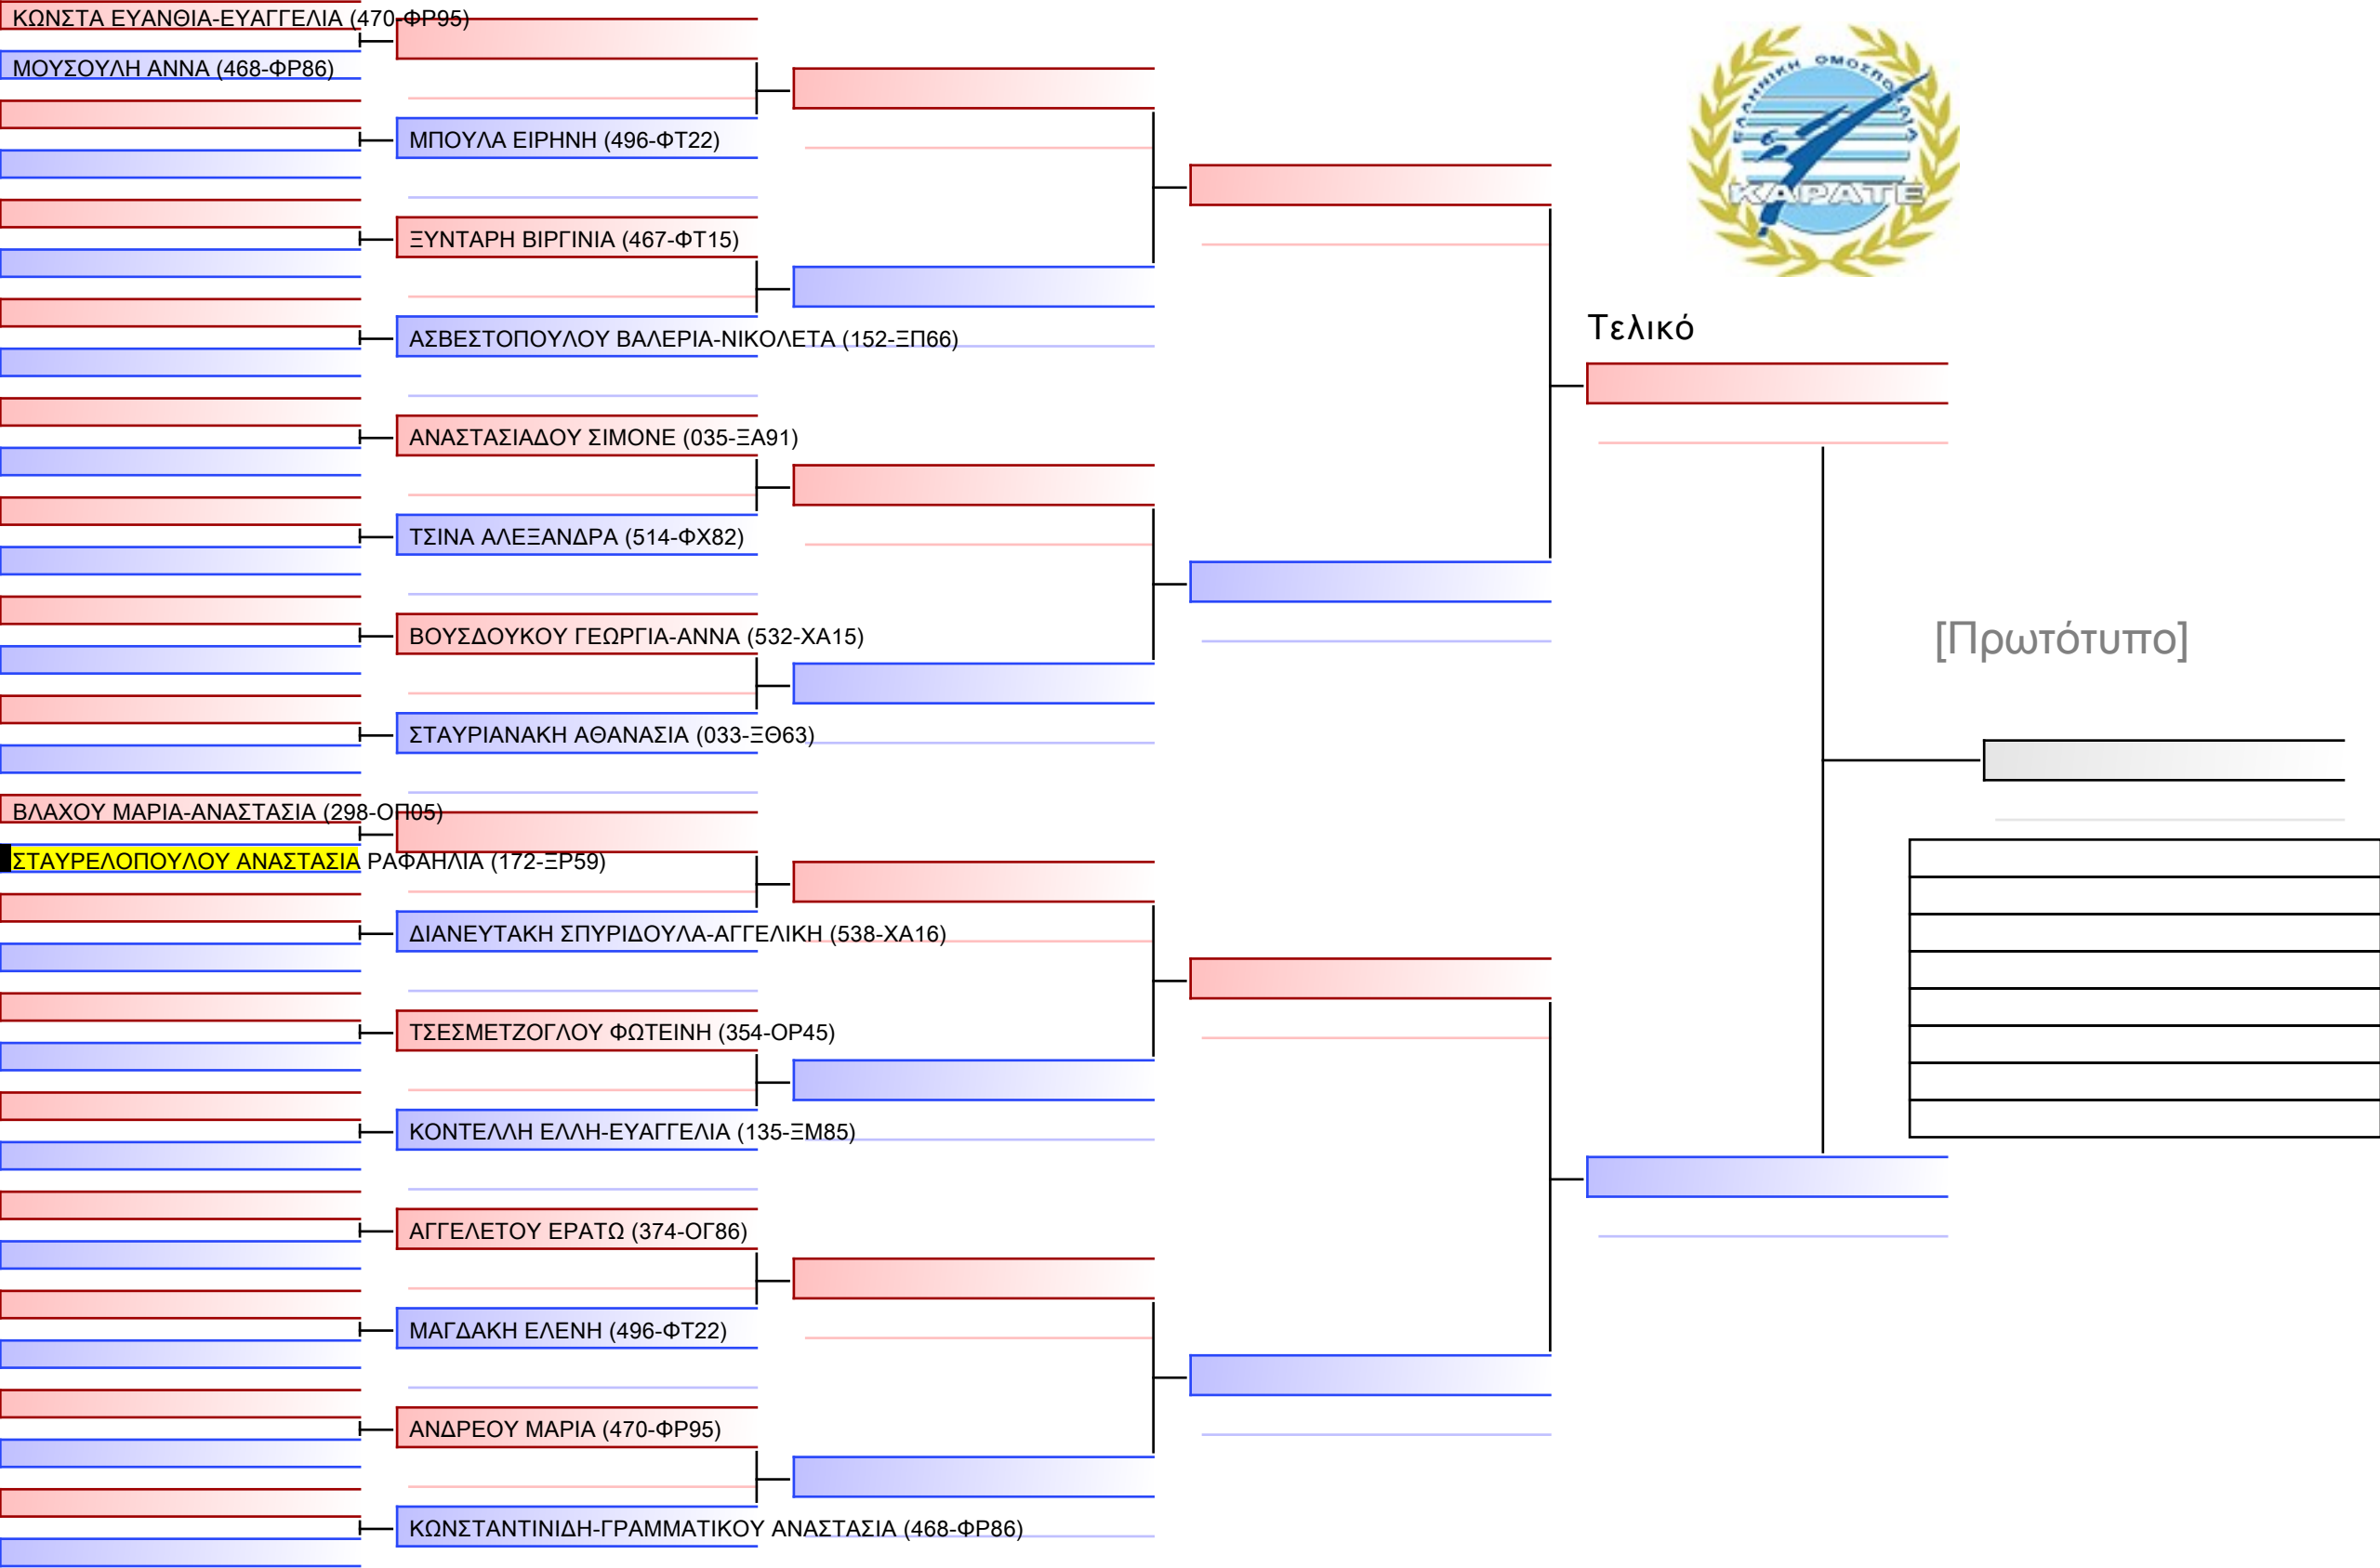 ΚΩΝΣΤΑ ΕΥΑΝΘΙΑ-ΕΥΑΓΓΕΛΙΑ (470-ΦΡ95)
ΜΟΥΣΟΥΛΗ ΑΝΝΑ (468-ΦΡ86)
ΜΠΟΥΛΑ ΕΙΡΗΝΗ (496-ΦΤ22)
ΞΥΝΤΑΡΗ ΒΙΡΓΙΝΙΑ (467-ΦΤ15)
ΑΣΒΕΣΤΟΠΟΥΛΟΥ ΒΑΛΕΡΙΑ-ΝΙΚΟΛΕΤΑ (152-ΞΠ66)
ΑΝΑΣΤΑΣΙΑΔΟΥ ΣΙΜΟΝΕ (035-ΞΑ91)
ΤΣΙΝΑ ΑΛΕΞΑΝΔΡΑ (514-ΦΧ82)
ΒΟΥΣΔΟΥΚΟΥ ΓΕΩΡΓΙΑ-ΑΝΝΑ (532-ΧΑ15)
ΣΤΑΥΡΙΑΝΑΚΗ ΑΘΑΝΑΣΙΑ (033-ΞΘ63)
ΒΛΑΧΟΥ ΜΑΡΙΑ-ΑΝΑΣΤΑΣΙΑ (298-ΟΠ05)
ΣΤΑΥΡΕΛΟΠΟΥΛΟΥ ΑΝΑΣΤΑΣΙΑ ΡΑΦΑΗΛΙΑ (172-ΞΡ59)
ΔΙΑΝΕΥΤΑΚΗ ΣΠΥΡΙΔΟΥΛΑ-ΑΓΓΕΛΙΚΗ (538-ΧΑ16)
ΤΣΕΣΜΕΤΖΟΓΛΟΥ ΦΩΤΕΙΝΗ (354-ΟΡ45)
ΚΟΝΤΕΛΛΗ ΕΛΛΗ-ΕΥΑΓΓΕΛΙΑ (135-ΞΜ85)
ΑΓΓΕΛΕΤΟΥ ΕΡΑΤΩ (374-ΟΓ86)
ΜΑΓΔΑΚΗ ΕΛΕΝΗ (496-ΦΤ22)
ΑΝΔΡΕΟΥ ΜΑΡΙΑ (470-ΦΡ95)
ΚΩΝΣΤΑΝΤΙΝΙΔΗ-ΓΡΑΜΜΑΤΙΚΟΥ ΑΝΑΣΤΑΣΙΑ (468-ΦΡ86)
ΕΛΛΗΝΙΚΗ ΟΜΟΣΠΟΝΔΙΑ
ΚΑΡΑΤΕ
Τελικό
[Πρωτότυπο]